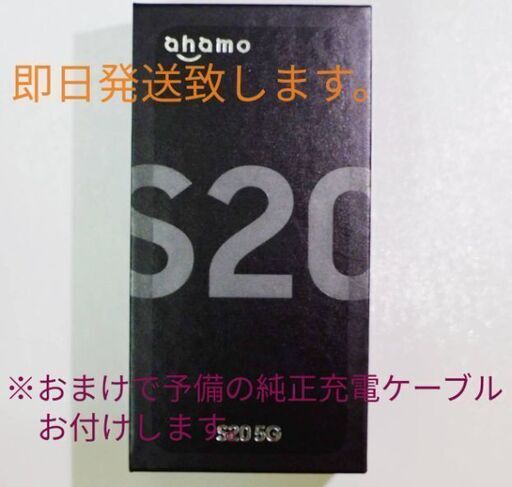 ahamo
即日発送致します。
S20
※おまけで予備の純正充電ケーブル
お付けします。
S20 5G